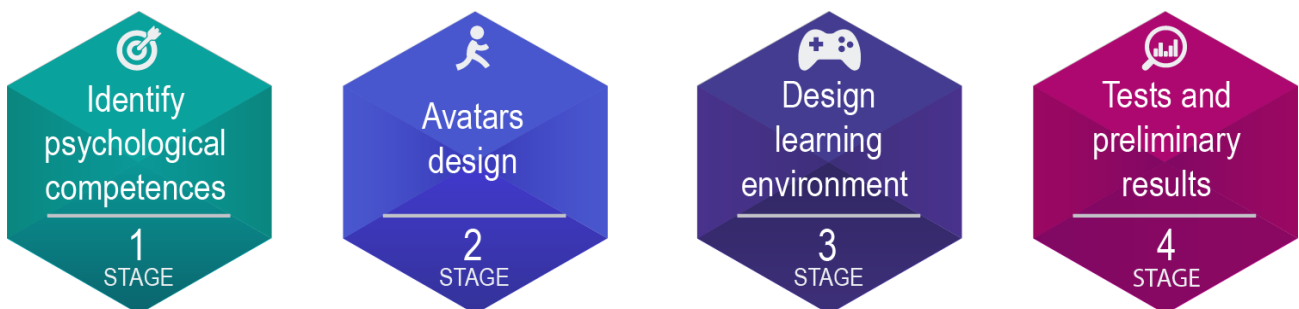 Identify
psychological
competences
1
STAGE
Avatars
design
2
STAGE
Design
learning
environment
3
STAGE
Tests and
preliminary
results
4
STAGE